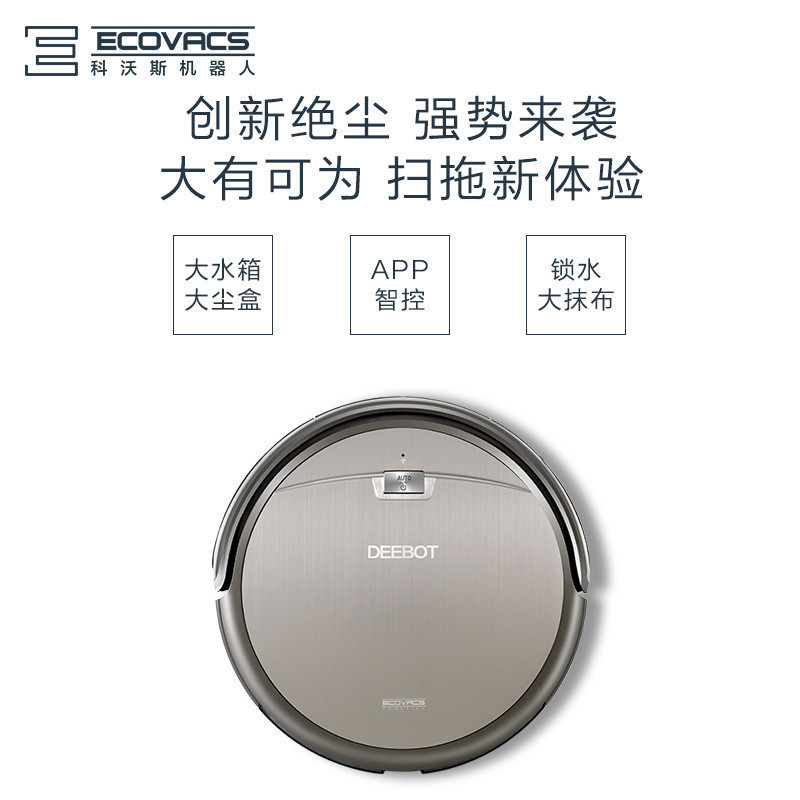 ECOVACS
科沃斯机器人
创新绝尘 强势来袭
大有可为 扫拖新体验
大水箱
大尘盒
APP
智控
锁水
大抹布
AUTO
DEEBOT
ECOVACS